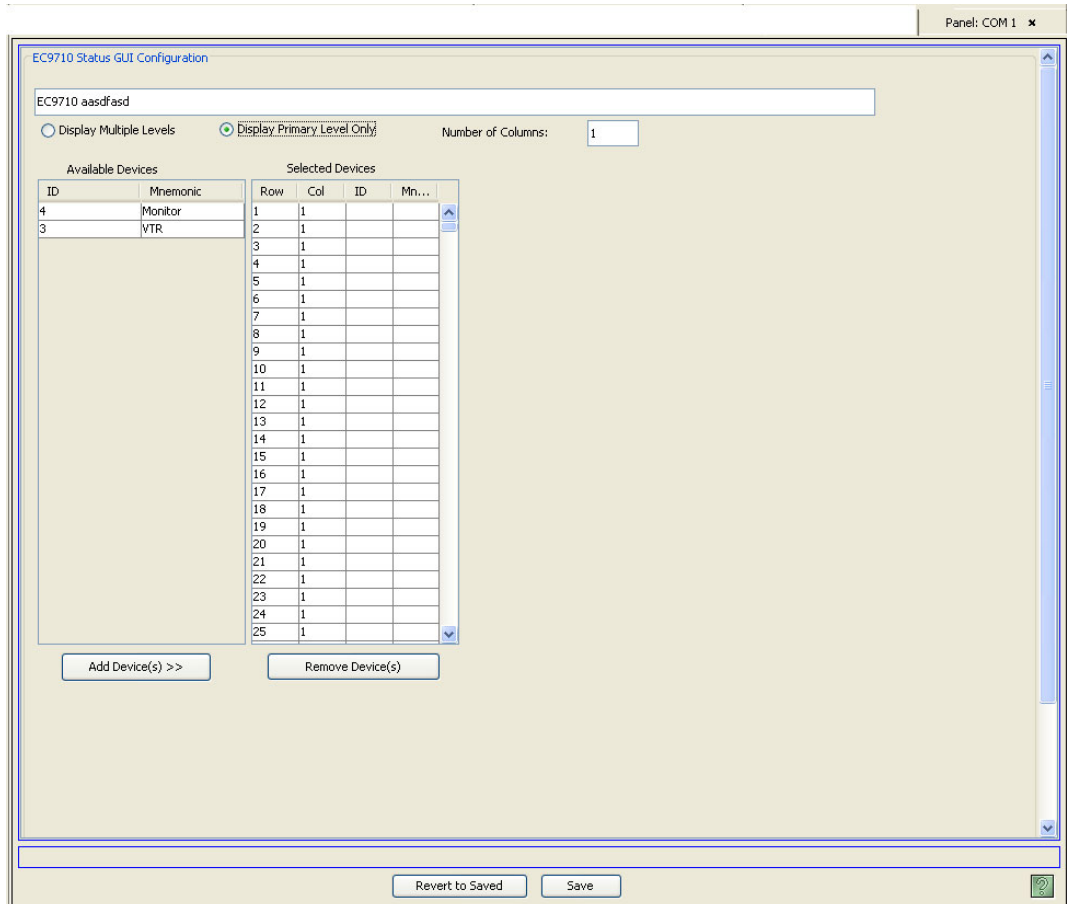 Panel: COM 1 x
EC9710 Status GUI Configuration
EC9710 aasdfasd
Display Multiple Levels Display Primary Level Only Number of Columns: 1
Available Devices Selected Devices
ID Mnemonic Row Col ID Mn...
4 Monitor 1 1
3 VTR 2 1
3 1
4 1
5 1
6 1
7 1
8 1
9 1
10 1
11 1
12 1
13 1
14 1
15 1
16 1
17 1
18 1
19 1
20 1
21 1
22 1
23 1
24 1
25 1
Add Device(s) >> Remove Device(s)
Revert to Saved Save ?